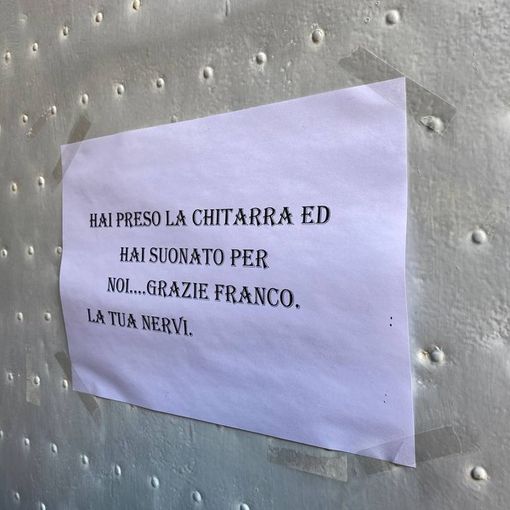 HAI PRESO LA CHITARRA ED
HAI SUONATO PER
NOI....GRAZIE FRANCO.
LA TUA NERVI.